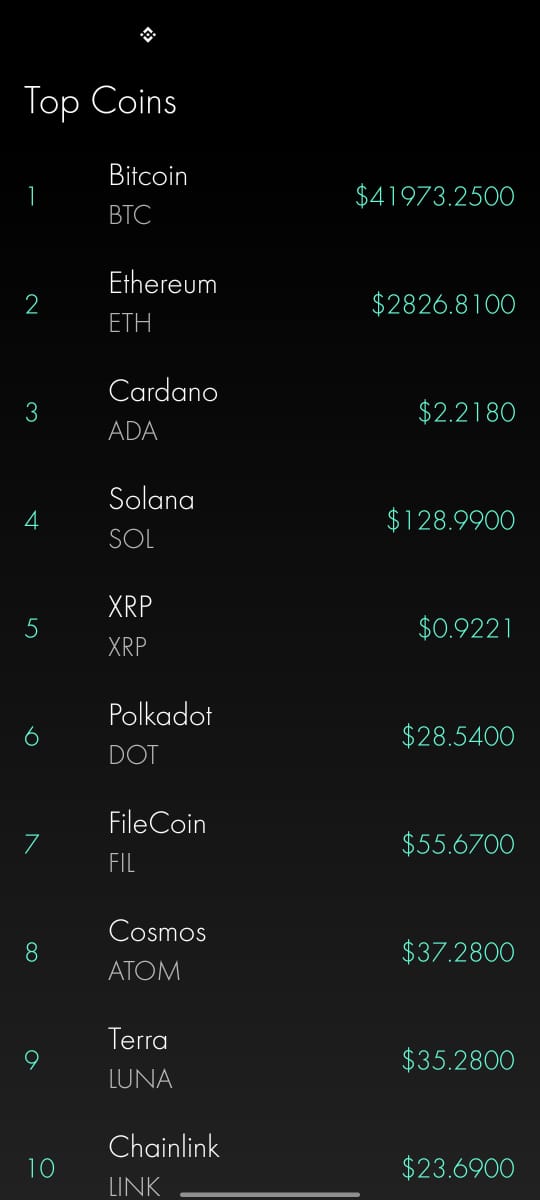 Top Coins
1 Bitcoin $41973.2500
BTC
2 Ethereum $2826.8100
ETH
3 Cardano $2.2180
ADA
4 Solana $128.9900
SOL
5 XRP $0.9221
XRP
6 Polkadot $28.5400
DOT
7 FileCoin $55.6700
FIL
8 Cosmos $37.2800
ATOM
9 Terra $35.2800
LUNA
10 Chainlink $23.6900
LINK